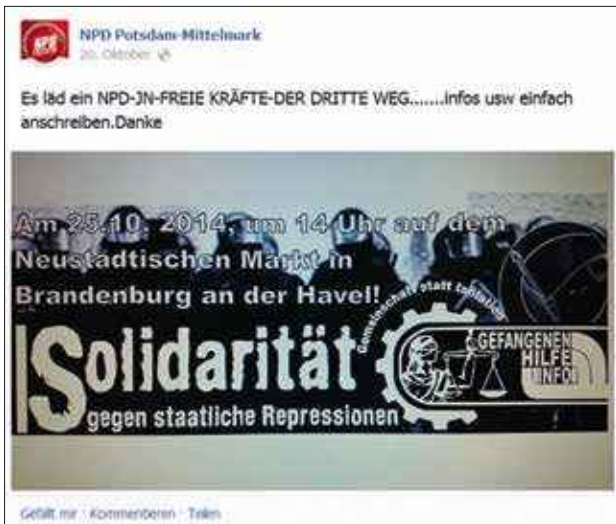 NPD
NPD Potsdam-Mittelmark
20. Oktober
Es läd ein NPD-JN-FREIE KRÄFTE-DER DRITTE WEG.......infos usw einfach
anschreiben.Danke
Am 25.10. 2014, um 14 Uhr auf dem
Neustädtischen Markt in
Brandenburg an der Havel!
Solidarität
gegen staatliche Repressionen
Gemeinschaft statt Isolation
GEFANGENEN
HILFE
INFO
Gefällt mir · Kommentieren · Teilen